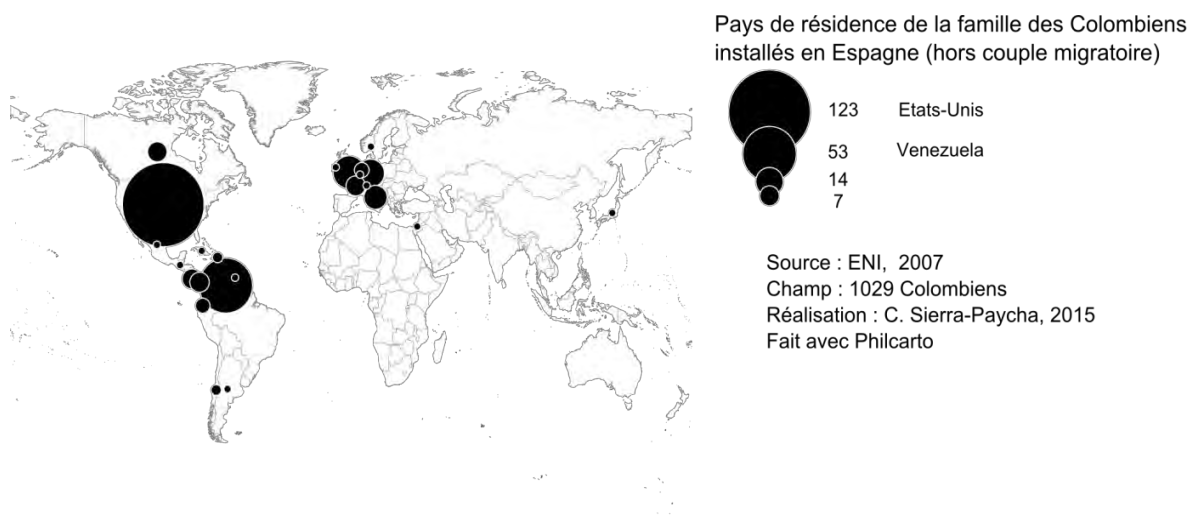 Pays de résidence de la famille des Colombiens
installés en Espagne (hors couple migratoire)
123 Etats-Unis
53 Venezuela
14
7
Source : ENI, 2007
Champ : 1029 Colombiens
Réalisation : C. Sierra-Paycha, 2015
Fait avec Philcarto